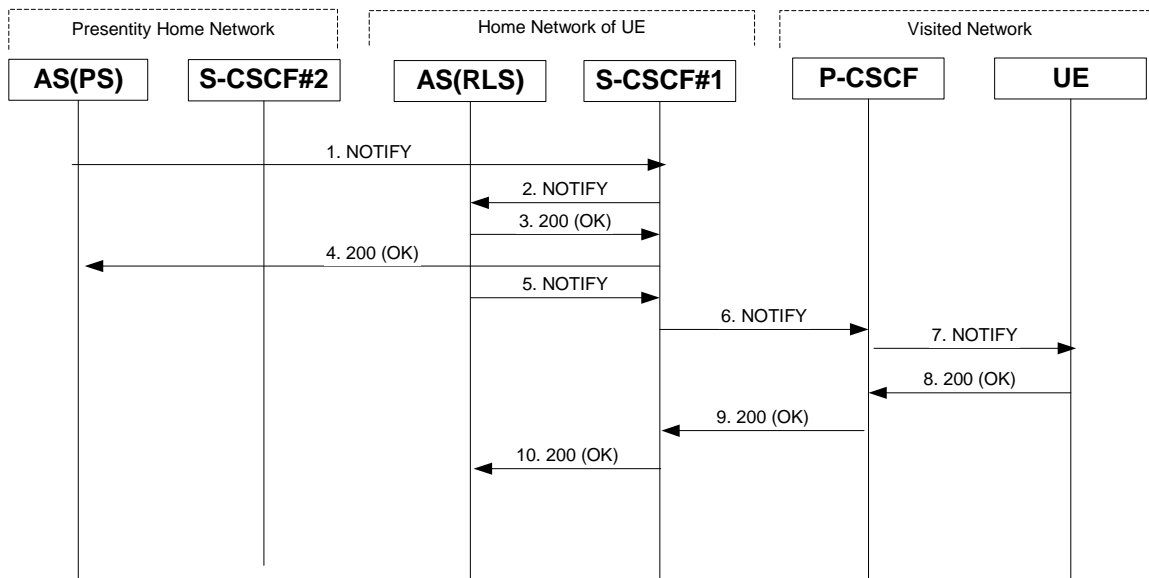 Presentity Home Network
Home Network of UE
Visited Network
AS(PS)
S-CSCF#2
AS(RLS)
S-CSCF#1
P-CSCF
UE
1. NOTIFY
2. NOTIFY
3. 200 (OK)
4. 200 (OK)
5. NOTIFY
6. NOTIFY
7. NOTIFY
8. 200 (OK)
9. 200 (OK)
10. 200 (OK)